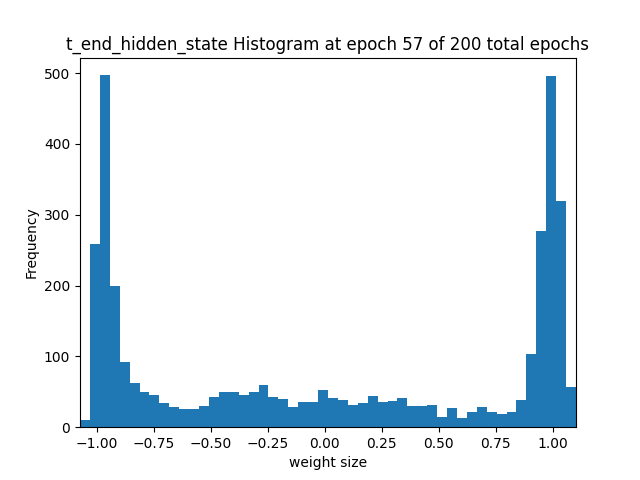 t_end_hidden_state Histogram at epoch 57 of 200 total epochs
500
400
300
200
100
0
Frequency
−1.00 −0.75 −0.50 −0.25 0.00 0.25 0.50 0.75 1.00
weight size